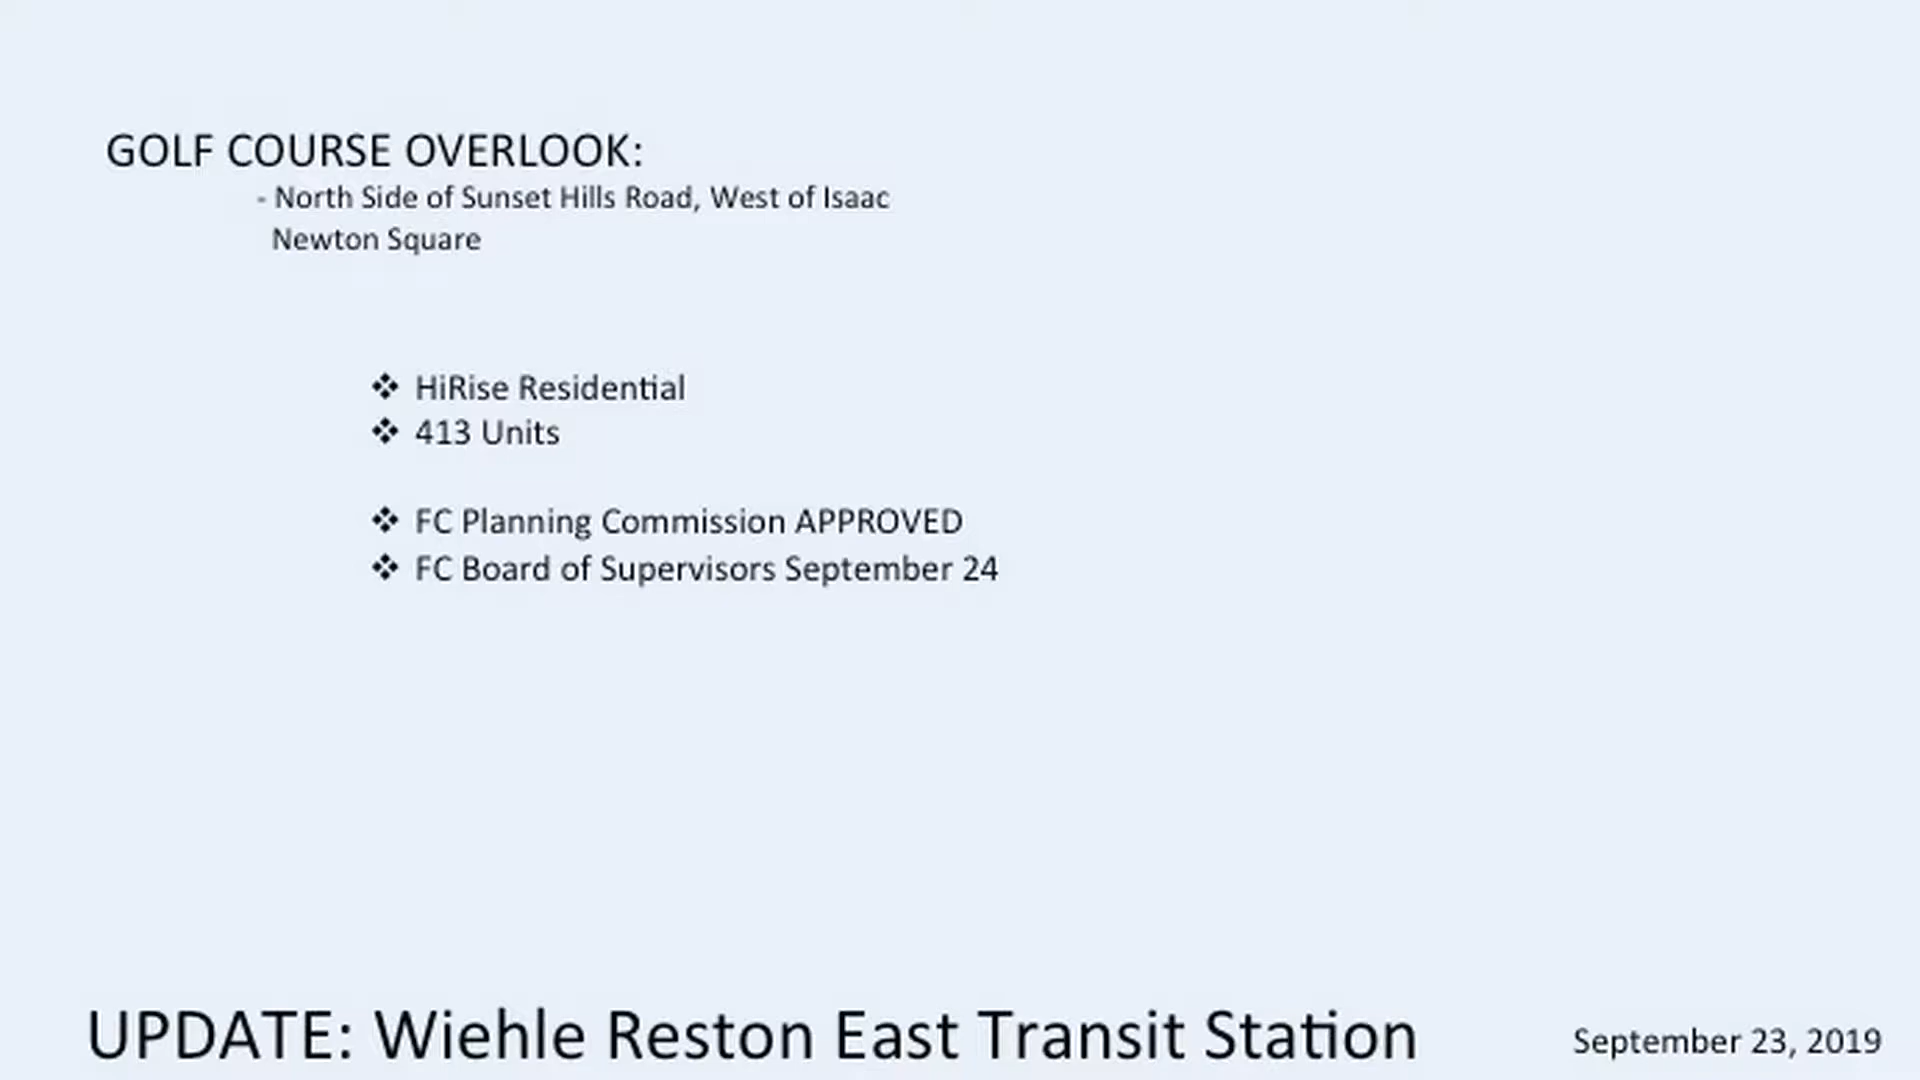 GOLF COURSE OVERLOOK:
- North Side of Sunset Hills Road, West of Isaac
Newton Square
❖ HiRise Residential
❖ 413 Units
❖ FC Planning Commission APPROVED
❖ FC Board of Supervisors September 24
UPDATE: Wiehle Reston East Transit Station
September 23, 2019